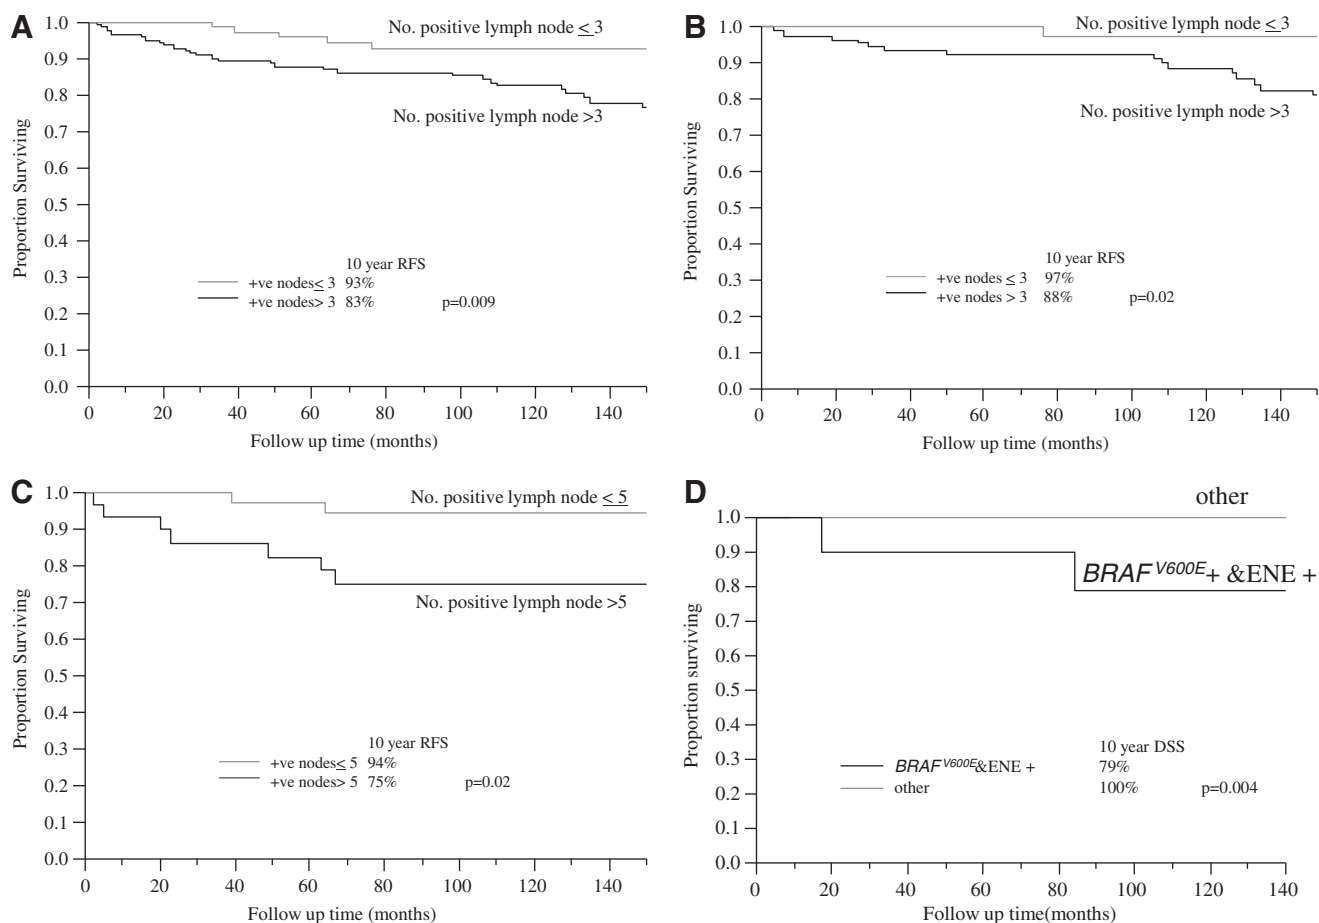 A
1.0
0.9
0.8
0.7
0.6
0.5
0.4
0.3
0.2
0.1
0.0
Proportion Surviving
No. positive lymph node ≤ 3
No. positive lymph node >3
10 year RFS
+ve nodes≤ 3 93%
+ve nodes> 3 83% p=0.009
0 20 40 60 80 100 120 140
Follow up time (months)
B
1.0
0.9
0.8
0.7
0.6
0.5
0.4
0.3
0.2
0.1
0.0
Proportion Surviving
No. positive lymph node ≤3
No. positive lymph node >3
10 year RFS
+ve nodes ≤ 3 97%
+ve nodes > 3 88% p=0.02
0 20 40 60 80 100 120 140
Follow up time (months)
C
1.0
0.9
0.8
0.7
0.6
0.5
0.4
0.3
0.2
0.1
0.0
Proportion Surviving
No. positive lymph node ≤ 5
No. positive lymph node >5
10 year RFS
+ve nodes≤ 5 94%
+ve nodes> 5 75% p=0.02
0 20 40 60 80 100 120 140
Follow up time (months)
D
1.0
0.9
0.8
0.7
0.6
0.5
0.4
0.3
0.2
0.1
0.0
Proportion surviving
other
BRAF V600E+ &ENE +
10 year DSS
BRAF V600E&ENE + 79%
other 100% p=0.004
0 20 40 60 80 100 120 140
Follow up time(months)